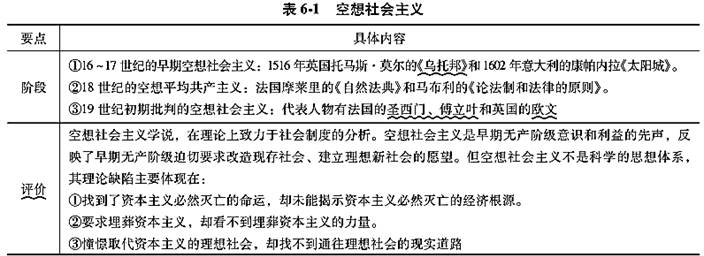 表 6-1 空想社会主义
要点 具体内容
阶段
①16~17 世纪的早期空想社会主义：1516年英国托马斯·莫尔的《乌托邦》和1602年意大利的康帕内拉《太阳城》。
②18世纪的空想平均共产主义：法国摩莱里的《自然法典》和马布利的《论法制和法律的原则》。
③19世纪初期批判的空想社会主义：代表人物有法国的圣西门、傅立叶和英国的欧文
评价
空想社会主义学说，在理论上致力于社会制度的分析。空想社会主义是早期无产阶级意识和利益的先声，反
映了早期无产阶级迫切要求改造现存社会、建立理想新社会的愿望。但空想社会主义不是科学的思想体系，
其理论缺陷主要体现在：
①找到了资本主义必然灭亡的命运，却未能揭示资本主义必然灭亡的经济根源。
②要求埋葬资本主义，却看不到埋葬资本主义的力量。
③憧憬取代资本主义的理想社会，却找不到通往理想社会的现实道路